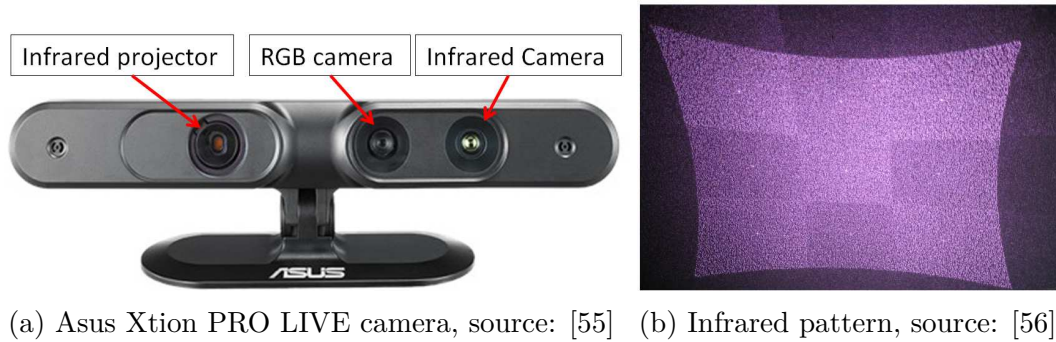 Infrared projector
RGB camera
Infrared Camera
ASUS
(a) Asus Xtion PRO LIVE camera, source: [55]
(b) Infrared pattern, source: [56]